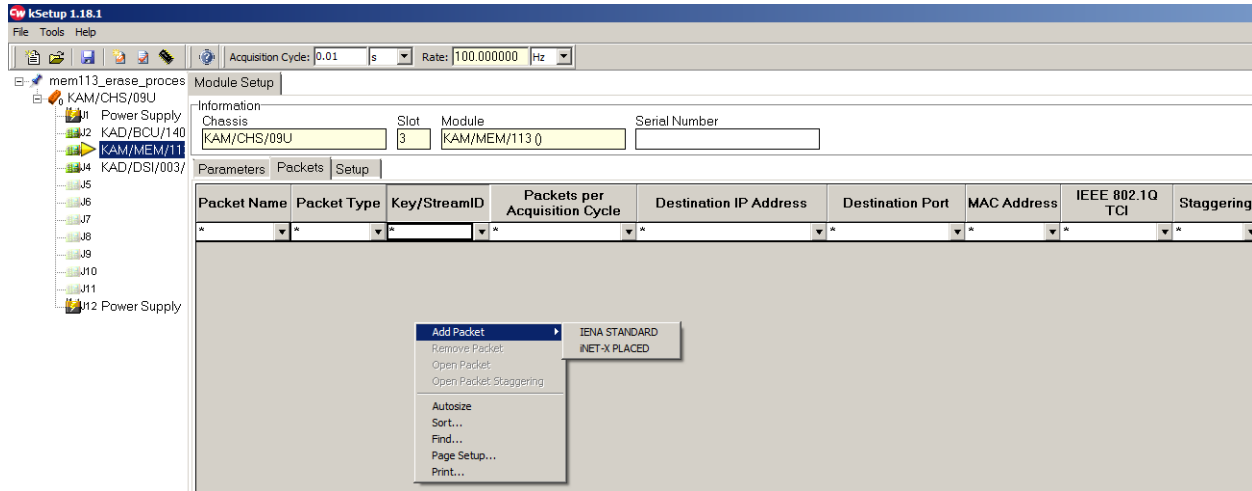 kSetup 1.18.1
File Tools Help
Acquisition Cycle: 0.01 s Rate: 100.000000 Hz
mem113_erase_proces
KAM/CHS/09U
J1 Power Supply
J2 KAD/BCU/140
KAM/MEM/11
J4 KAD/DSI/003/
J5
J6
J7
J8
J9
J10
J11
J12 Power Supply
Module Setup
Information
Chassis Slot Module Serial Number
KAM/CHS/09U 3 KAM/MEM/113 ()
Parameters Packets Setup
Packet Name Packet Type Key/StreamID Packets per Acquisition Cycle Destination IP Address Destination Port MAC Address IEEE 802.1Q TCI Staggering
* * * * * * * * *
Add Packet
Remove Packet
Open Packet
Open Packet Staggering
Autosize
Sort...
Find...
Page Setup...
Print...
IENA STANDARD
iNET-X PLACED